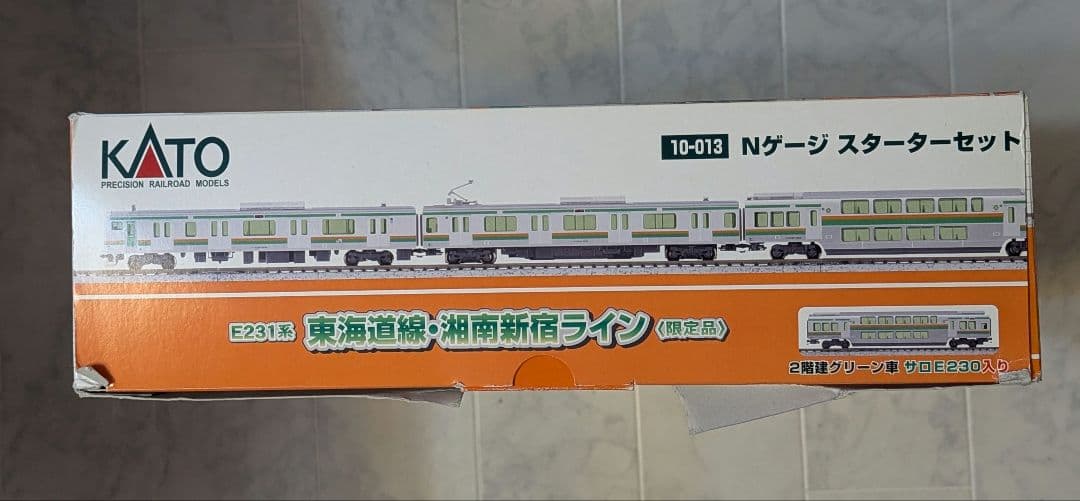 KATO
PRECISION RAILROAD MODELS
10-013 Nゲージ スターターセット
E231系 東海道線・湘南新宿ライン〈限定品〉
2階建グリーン車 サロE230入り